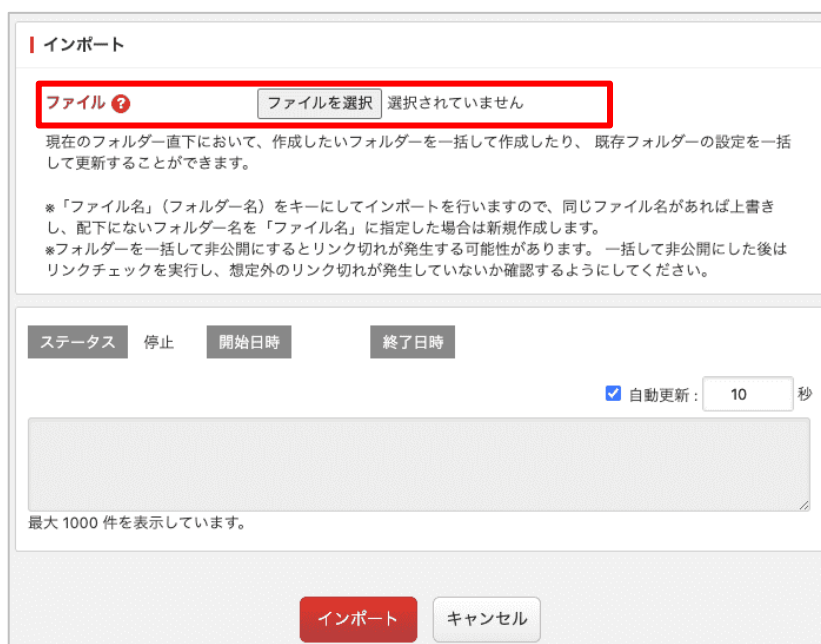 インポート
ファイル ? ファイルを選択 選択されていません
現在のフォルダー直下において、作成したいフォルダーを一括して作成したり、 既存フォルダーの設定を一括
して更新することができます。
※「ファイル名」（フォルダー名）をキーにしてインポートを行いますので、同じファイル名があれば上書き
し、配下にないフォルダー名を「ファイル名」に指定した場合は新規作成します。
※フォルダーを一括して非公開にするとリンク切れが発生する可能性があります。 一括して非公開にした後は
リンクチェックを実行し、想定外のリンク切れが発生していないか確認するようにしてください。
ステータス 停止 開始日時 終了日時
自動更新 : 10 秒
最大 1000 件を表示しています。
インポート キャンセル